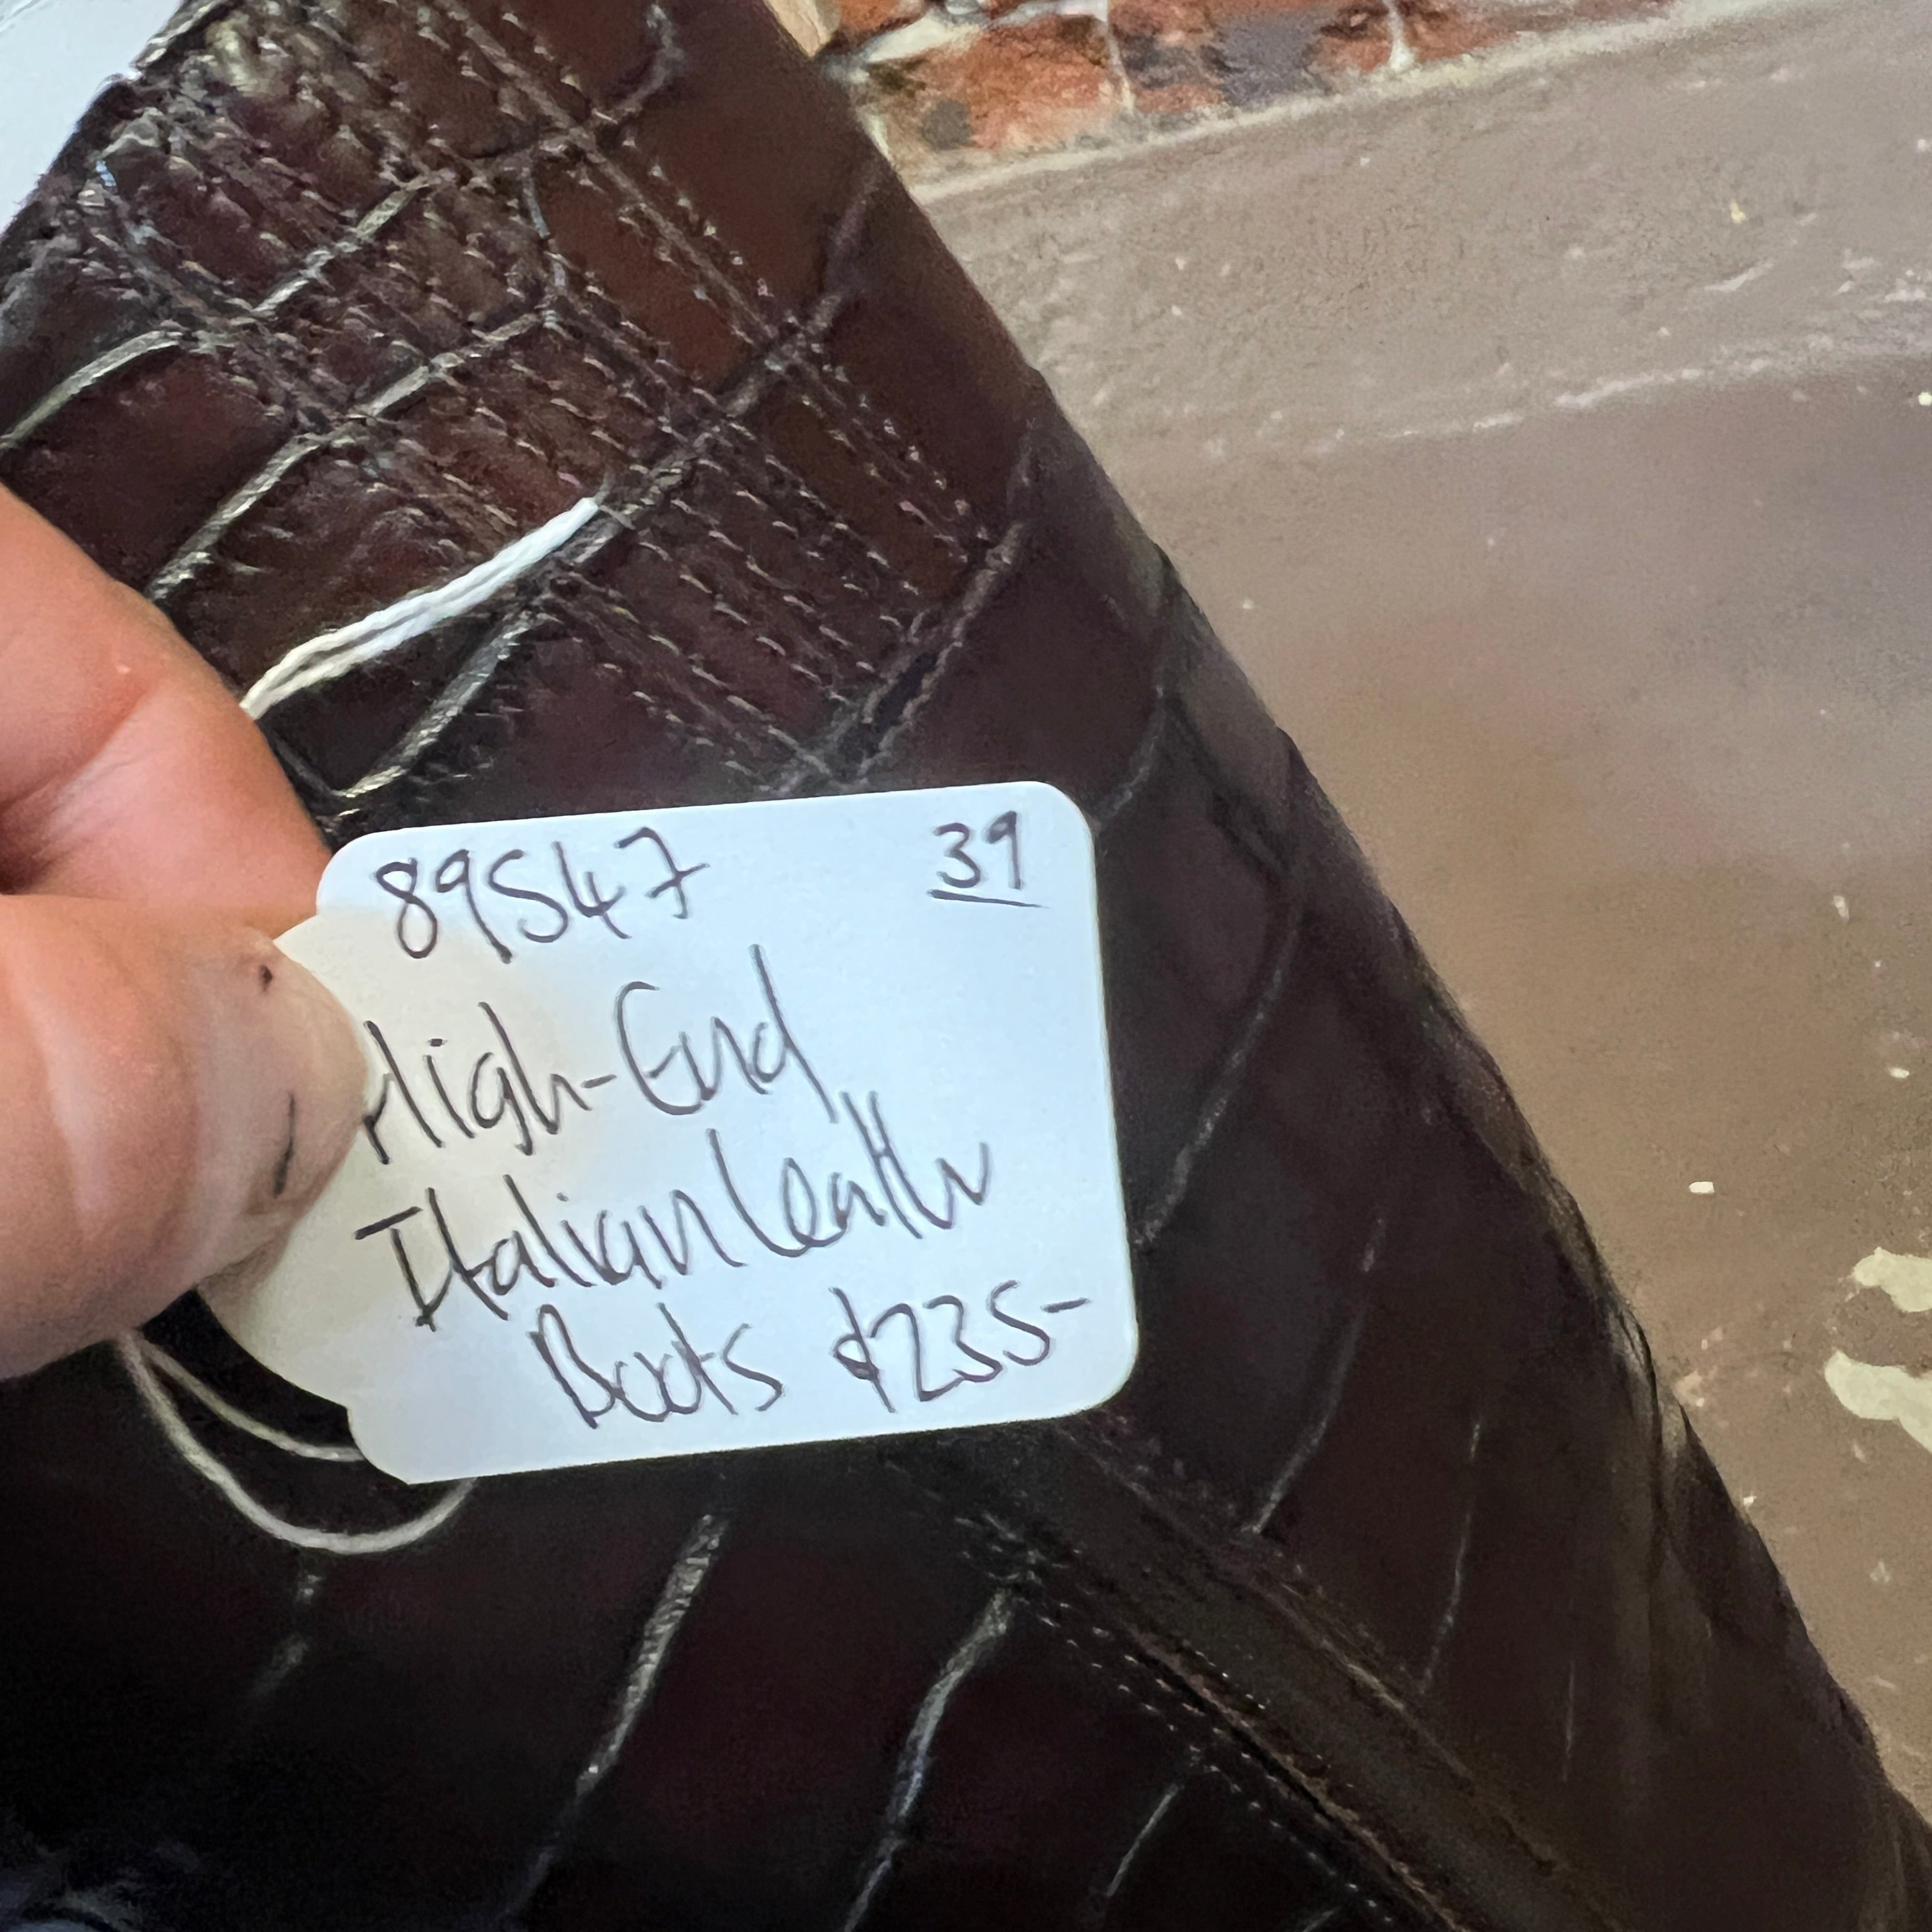 89547 39
High-End
Italian Leather
Boots $235-